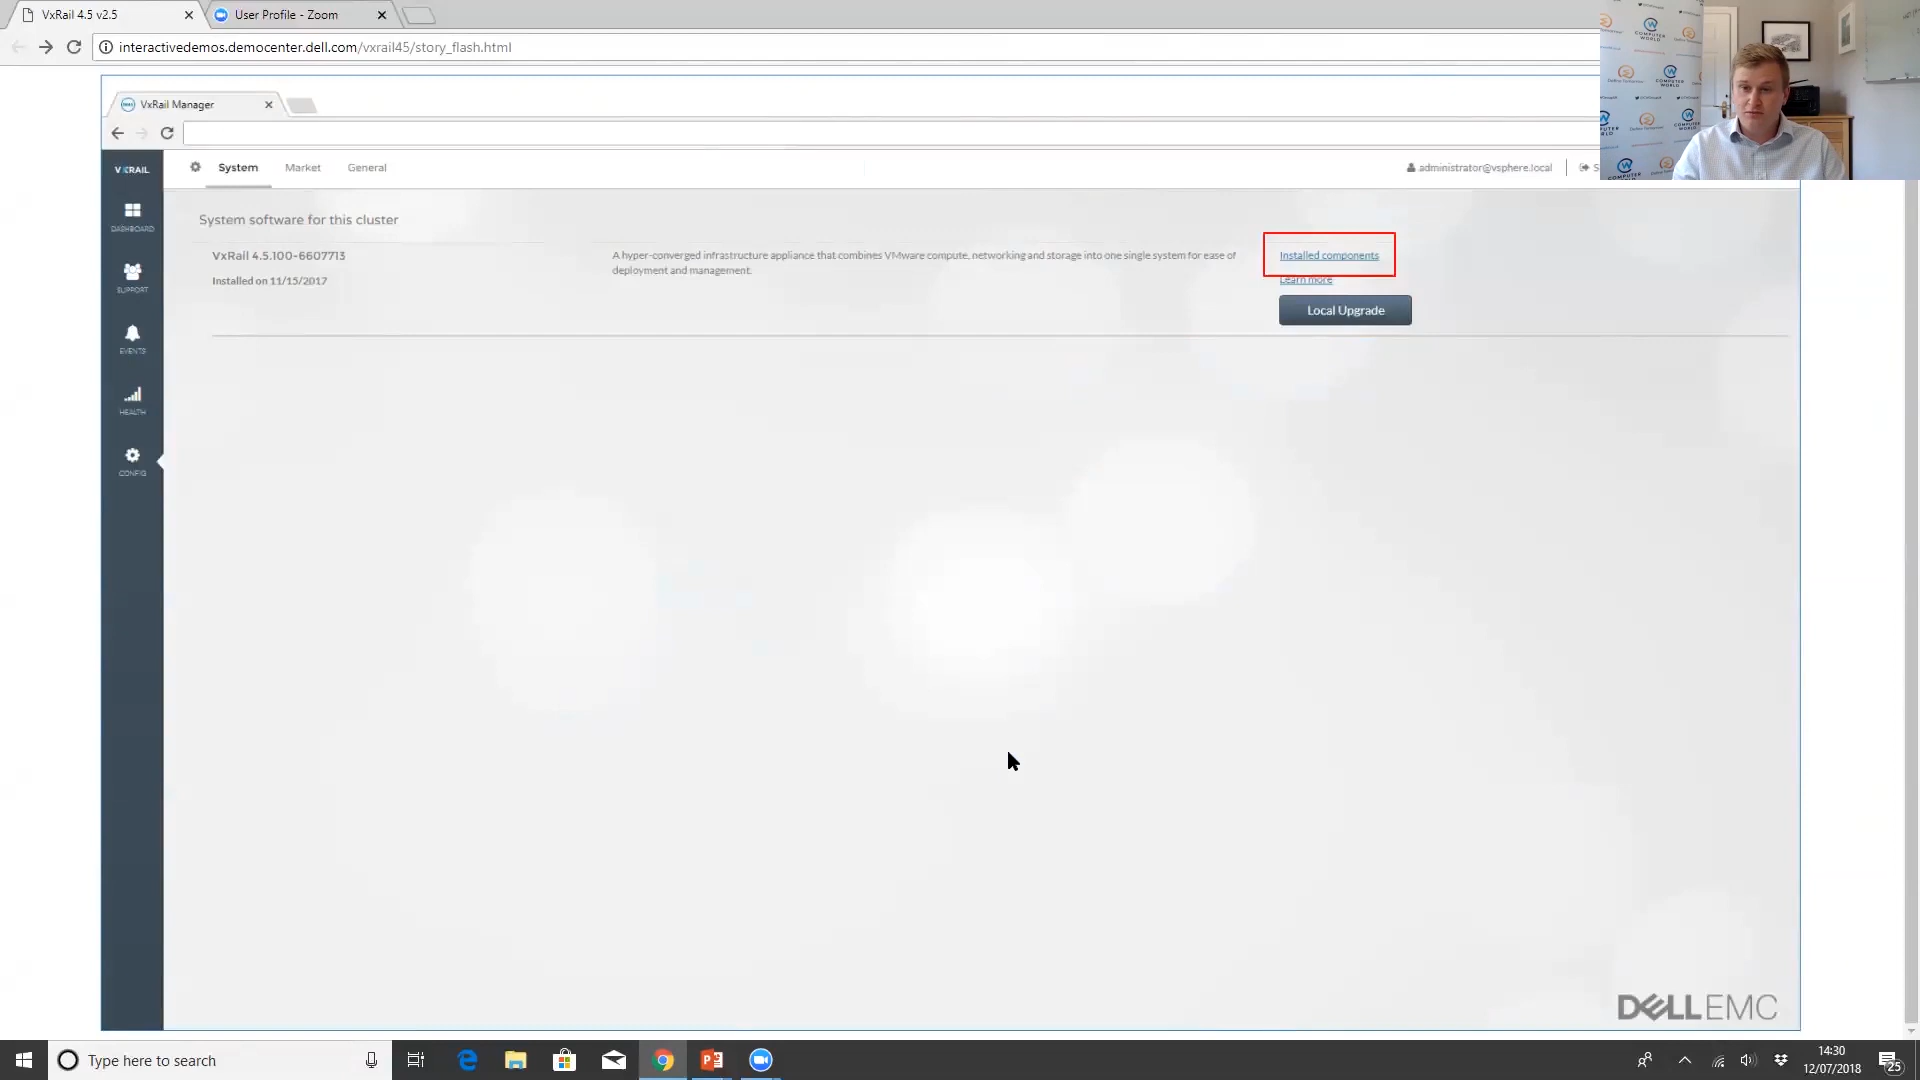 VxRail 4.5 v2.5
User Profile - Zoom
interactivedemos.democenter.dell.com/vxrail45/story_flash.html
VxRail Manager
VXRAIL
System
Market
General
administrator@vsphere.local
S
DASHBOARD
SUPPORT
EVENTS
HEALTH
CONFIG
System software for this cluster
VxRail 4.5.100-6607713
Installed on 11/15/2017
A hyper-converged infrastructure appliance that combines VMware compute, networking and storage into one single system for ease of
deployment and management.
Installed components
Learn more
Local Upgrade
COMPUTER
WORLD
DELLEMC
Type here to search
14:30
12/07/2018
25